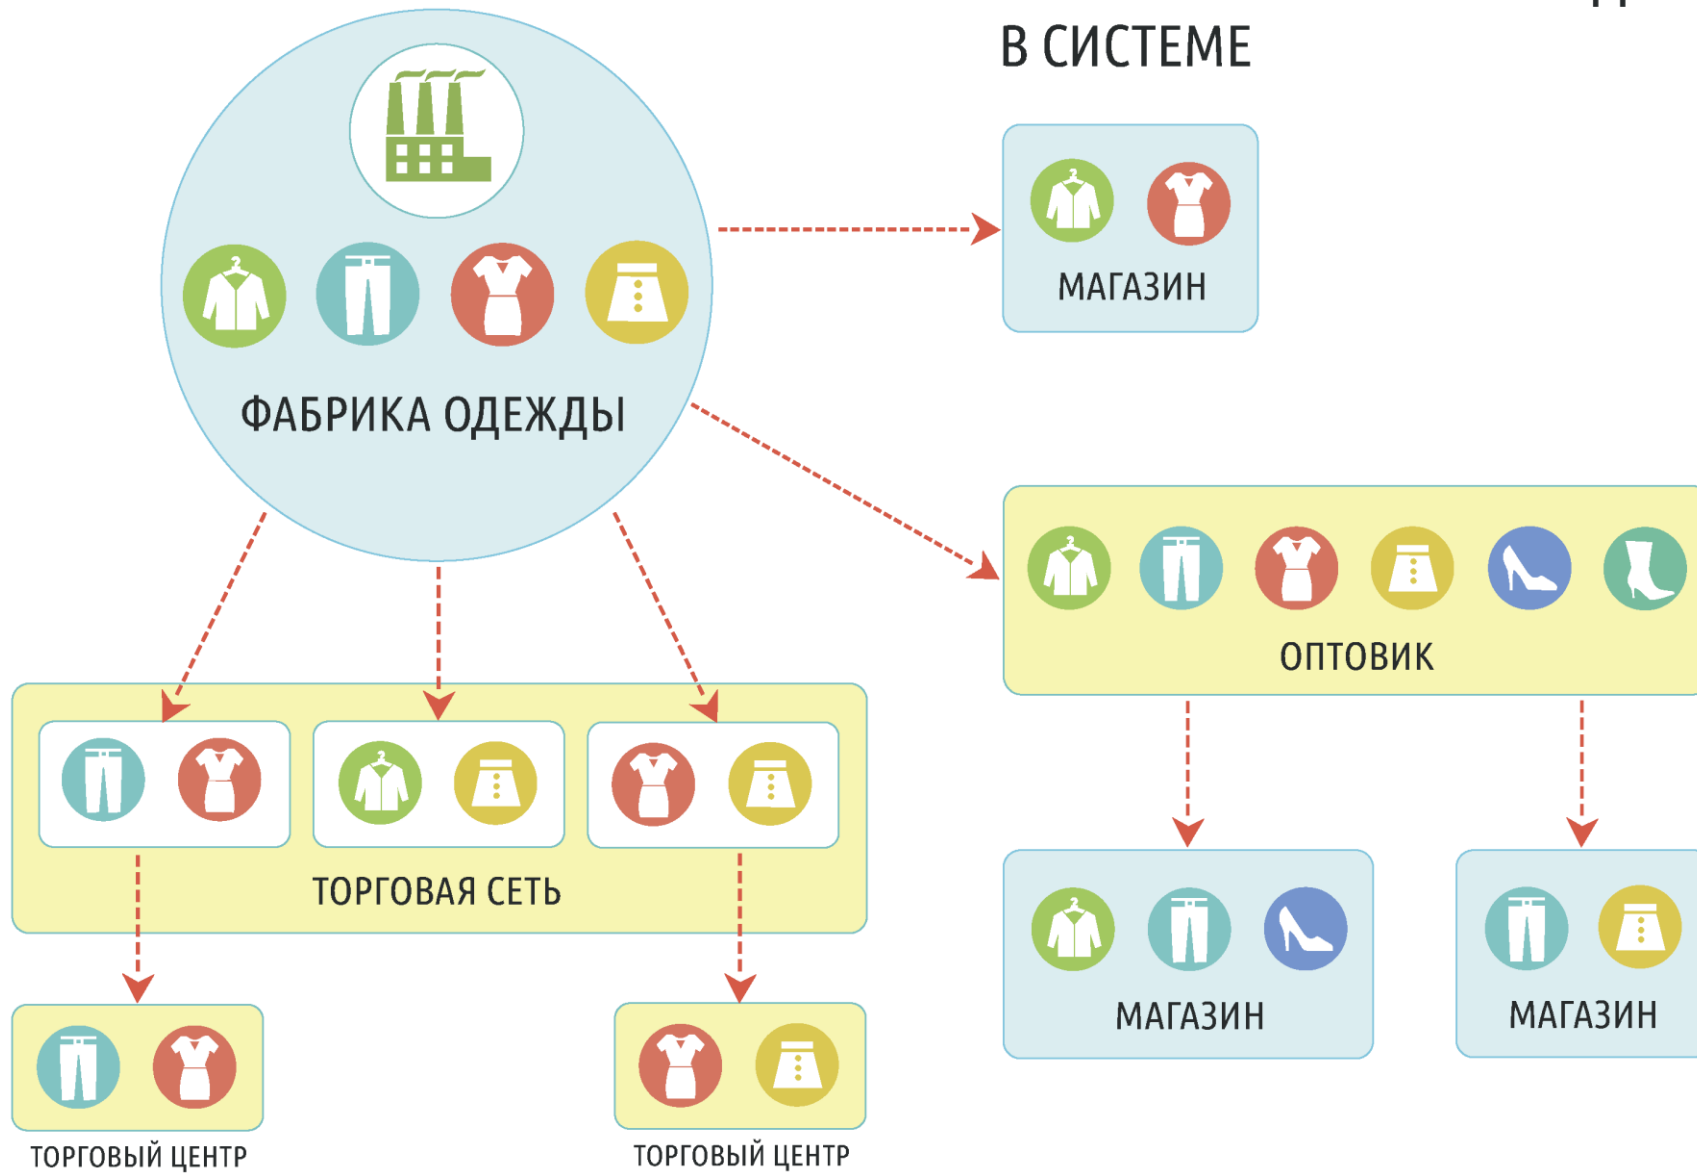 В СИСТЕМЕ
МАГАЗИН
ФАБРИКА ОДЕЖДЫ
ОПТОВИК
ТОРГОВАЯ СЕТЬ
МАГАЗИН
МАГАЗИН
ТОРГОВЫЙ ЦЕНТР
ТОРГОВЫЙ ЦЕНТР